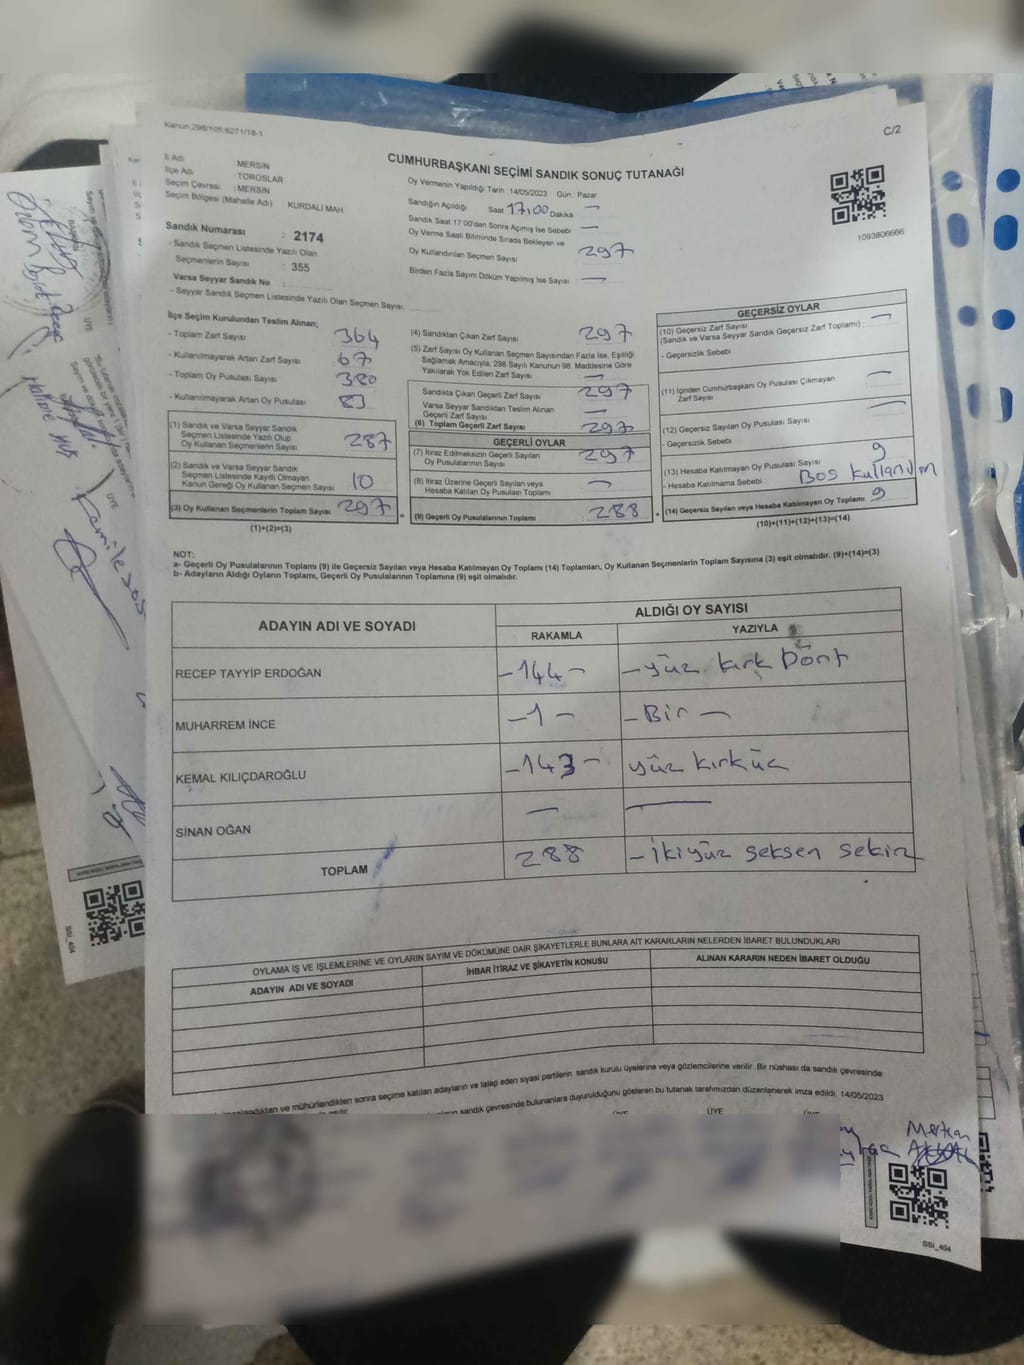 Kanun:298/105;6271/18-1
C/2
CUMHURBAŞKANI SEÇİMİ SANDIK SONUÇ TUTANAĞI
İl Adı : MERSİN
İlçe Adı : TOROSLAR
Seçim Çevresi : MERSİN
Seçim Bölgesi (Mahalle Adı) : KURDALİ MAH.
Sandık Numarası : 2174
- Sandık Seçmen Listesinde Yazılı Olan
Seçmenlerin Sayısı : 355
Varsa Seyyar Sandık No :
- Seyyar Sandık Seçmen Listesinde Yazılı Olan Seçmen Sayısı:
Oy Vermenin Yapıldığı Tarih : 14/05/2023 Gün : Pazar
Sandığın Açıldığı Saat 17:00 Dakika —
Sandık Saat 17:00'den Sonra Açımış İse Sebebi —
Oy Verme Saati Bitiminde Sırada Bekleyen ve
Oy Kullandırılan Seçmen Sayısı 297
Birden Fazla Sayım Döküm Yapılmış İse Sayısı —
1093806666
İlçe Seçim Kurulundan Teslim Alınan;
- Toplam Zarf Sayısı 364
- Kullanılmayarak Artan Zarf Sayısı 67
- Toplam Oy Pusulası Sayısı 380
- Kullanılmayarak Artan Oy Pusulası 83
(1) Sandık ve Varsa Seyyar Sandık
Seçmen Listesinde Yazılı Olup
Oy Kullanan Seçmenlerin Sayısı 287
(2) Sandık ve Varsa Seyyar Sandık
Seçmen Listesinde Kayıtlı Olmayan
Kanun Gereği Oy Kullanan Seçmen Sayısı 10
(3) Oy Kullanan Seçmenlerin Toplam Sayısı 297
(1)+(2)=(3)
(4) Sandıktan Çıkan Zarf Sayısı 297
(5) Zarf Sayısı Oy Kullanan Seçmen Sayısından Fazla İse, Eşitliği
Sağlamak Amacıyla, 298 Sayılı Kanunun 98. Maddesine Göre
Yakılarak Yok Edilen Zarf Sayısı —
Sandıkta Çıkan Geçerli Zarf Sayısı 297
Varsa Seyyar Sandıktan Teslim Alınan
Geçerli Zarf Sayısı —
(6) Toplam Geçerli Zarf Sayısı 297
GEÇERLİ OYLAR
(7) İtiraz Edilmeksizin Geçerli Sayılan
Oy Pusulalarının Sayısı 297
(8) İtiraz Üzerine Geçerli Sayılan veya
Hesaba Katılan Oy Pusulası Toplamı —
= (9) Geçerli Oy Pusulalarının Toplamı : 288 +
GEÇERSİZ OYLAR
(10) Geçersiz Zarf Sayısı —
(Sandık ve Varsa Seyyar Sandık Geçersiz Zarf Toplamı)
- Geçersizlik Sebebi
(11) İçinden Cumhurbaşkanı Oy Pusulası Çıkmayan
Zarf Sayısı —
(12) Geçersiz Sayılan Oy Pusulası Sayısı —
- Geçersizlik Sebebi
(13) Hesaba Katılmayan Oy Pusulası Sayısı 9
- Hesaba Katılmama Sebebi : Bos Kullanım
(14) Geçersiz Sayılan veya Hesaba Katılmayan Oy Toplamı 9
(10)+(11)+(12)+(13)=(14)
NOT:
a- Geçerli Oy Pusulalarının Toplamı (9) ile Geçersiz Sayılan veya Hesaba Katılmayan Oy Toplamı (14) Toplamları, Oy Kullanan Seçmenlerin Toplam Sayısına (3) eşit olmalıdır. (9)+(14)=(3)
b- Adayların Aldığı Oyların Toplamı, Geçerli Oy Pusulalarının Toplamına (9) eşit olmalıdır.
ADAYIN ADI VE SOYADI
ALDIĞI OY SAYISI
RAKAMLA YAZIYLA
RECEP TAYYİP ERDOĞAN -144- -yüz kırk Dört
MUHARREM İNCE -1- -Bir-
KEMAL KILIÇDAROĞLU -143- yüz kırküç
SİNAN OĞAN — —
TOPLAM 288 -ikiyüz seksen sekiz
OYLAMA İŞ VE İŞLEMLERİNE VE OYLARIN SAYIM VE DÖKÜMÜNE DAİR ŞİKAYETLERLE BUNLARA AİT KARARLARIN NELERDEN İBARET BULUNDUKLARI
ADAYIN ADI VE SOYADI İHBAR İTİRAZ VE ŞİKAYETİN KONUSU ALINAN KARARIN NEDEN İBARET OLDUĞU
ve mühürlendikten sonra seçime katılan adayların ve talep eden siyasi partilerin sandık kurulu üyelerine veya gözlemcilerine verilir. Bir nüshası da sandık çevresinde
sandık çevresinde bulunanlara duyurulduğunu gösteren bu tutanak tarafımızdan düzenlenerek imza edildi. 14/05/2023
ÜYE ÜYE ÜYE
Mertcan
SSI_404
SSI_404
ÜYE
ÜYE
Kamile